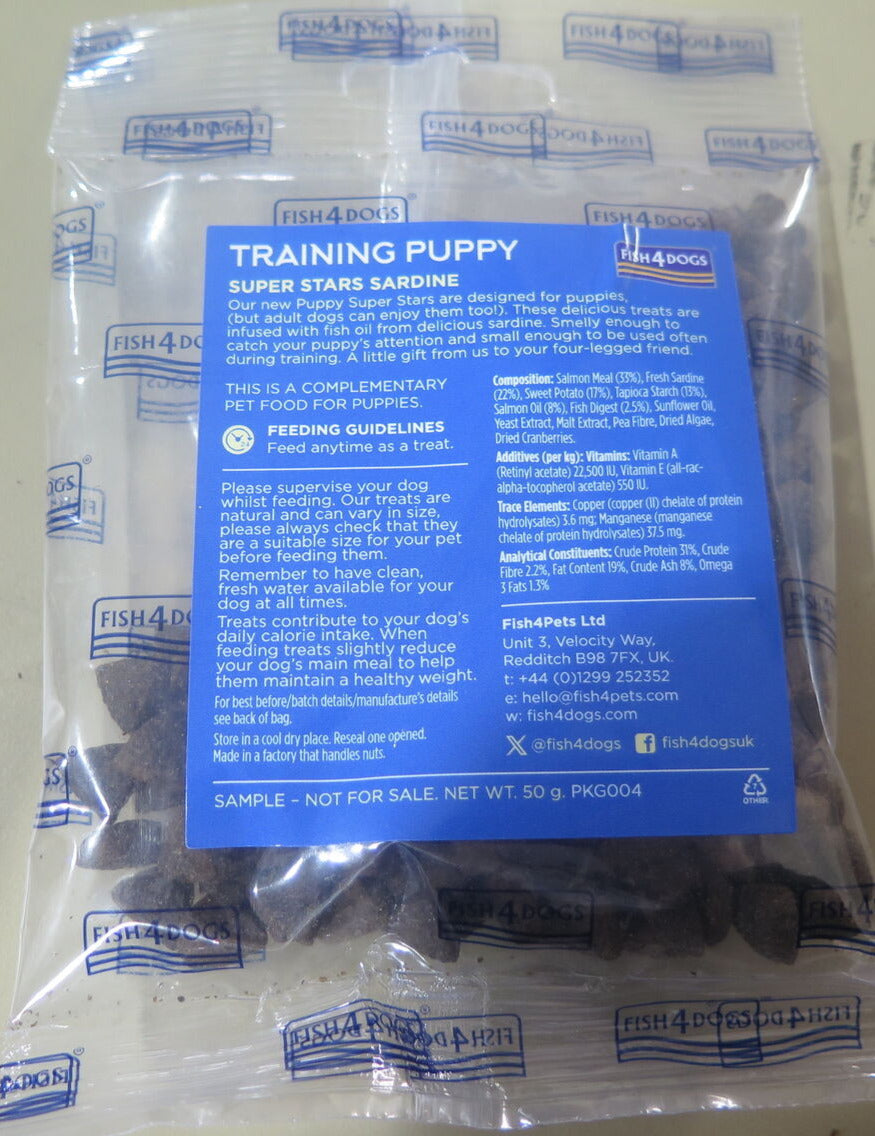 FISH4DOGS
FISH4DOGS
FISH4DOGS
FISH4DOGS
TRAINING PUPPY
FISH4DOGS
SUPER STARS SARDINE
Our new Puppy Super Stars are designed for puppies,
(but adult dogs can enjoy them too!). These delicious treats are
infused with fish oil from delicious sardine. Smelly enough to
catch your puppy's attention and small enough to be used often
during training. A little gift from us to your four-legged friend.
THIS IS A COMPLEMENTARY
PET FOOD FOR PUPPIES.
FEEDING GUIDELINES
Feed anytime as a treat.
Please supervise your dog
whilst feeding. Our treats are
natural and can vary in size,
please always check that they
are a suitable size for your pet
before feeding them.
Remember to have clean,
fresh water available for your
dog at all times.
Treats contribute to your dog's
daily calorie intake. When
feeding treats slightly reduce
your dog's main meal to help
them maintain a healthy weight.
For best before/batch details/manufacture's details
see back of bag.
Store in a cool dry place. Reseal one opened.
Made in a factory that handles nuts.
Composition: Salmon Meal (33%), Fresh Sardine
(22%), Sweet Potato (17%), Tapioca Starch (13%),
Salmon Oil (8%), Fish Digest (2.5%), Sunflower Oil,
Yeast Extract, Malt Extract, Pea Fibre, Dried Algae,
Dried Cranberries.
Additives (per kg): Vitamins: Vitamin A
(Retinyl acetate) 22,500 IU, Vitamin E (all-rac-
alpha-tocopherol acetate) 550 IU.
Trace Elements: Copper (copper (II) chelate of protein
hydrolysates) 3.6 mg; Manganese (manganese
chelate of protein hydrolysates) 37.5 mg.
Analytical Constituents: Crude Protein 31%, Crude
Fibre 2.2%, Fat Content 19%, Crude Ash 8%, Omega
3 Fats 1.3%
Fish4Pets Ltd
Unit 3, Velocity Way,
Redditch B98 7FX, UK.
t: +44 (0)1299 252352
e: hello@fish4pets.com
w: fish4dogs.com
@fish4dogs fish4dogsuk
SAMPLE – NOT FOR SALE. NET WT. 50 g. PKG004
7
OTHER
FISH4DOGS
FISH4DOGS